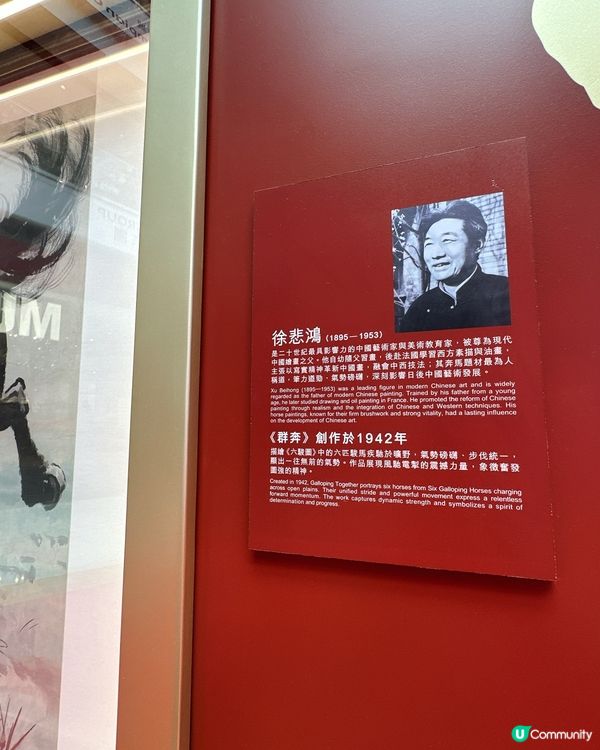 GROUP
MU
徐悲鴻 (1895—1953)
是二十世紀最具影響力的中國藝術家與美術教育家，被尊為現代
中國繪畫之父。他自幼隨父習畫，後赴法國學習西方素描與油畫，
主張以寫實精神革新中國畫，融會中西技法；其奔馬題材最為人
稱道，筆力遒勁、氣勢磅礴，深刻影響日後中國藝術發展。
Xu Beihong (1895—1953) was a leading figure in modern Chinese art and is widely
regarded as the father of modern Chinese painting. Trained by his father from a young
age, he later studied drawing and oil painting in France. He promoted the reform of Chinese
painting through realism and the integration of Chinese and Western techniques. His
horse paintings, known for their firm brushwork and strong vitality, had a lasting influence
on the development of Chinese art.
《群奔》創作於1942年
描繪《六駿圖》中的六匹駿馬疾馳於曠野，氣勢磅礴、步伐統一，
顯出一往無前的氣勢。作品展現風馳電掣的震撼力量，象徵奮發
圖強的精神。
Created in 1942, Galloping Together portrays six horses from Six Galloping Horses charging
across open plains. Their unified stride and powerful movement express a relentless
forward momentum. The work captures dynamic strength and symbolizes a spirit of
determination and progress.
U Community